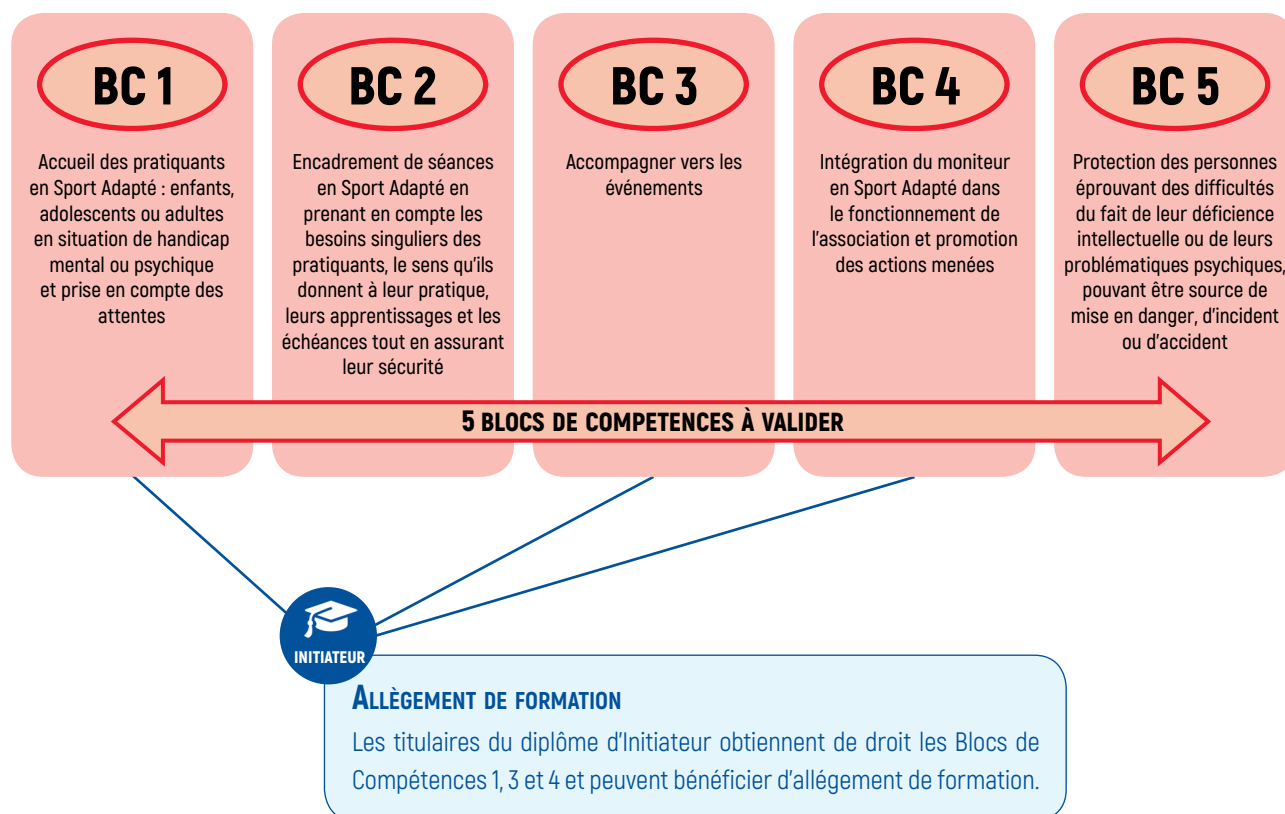 BC 1
Accueil des pratiquants
en Sport Adapté : enfants,
adolescents ou adultes
en situation de handicap
mental ou psychique
et prise en compte des
attentes
BC 2
Encadrement de séances
en Sport Adapté en
prenant en compte les
besoins singuliers des
pratiquants, le sens qu'ils
donnent à leur pratique,
leurs apprentissages et les
échéances tout en assurant
leur sécurité
BC 3
Accompagner vers les
événements
BC 4
Intégration du moniteur
en Sport Adapté dans
le fonctionnement de
l'association et promotion
des actions menées
BC 5
Protection des personnes
éprouvant des difficultés
du fait de leur déficience
intellectuelle ou de leurs
problématiques psychiques,
pouvant être source de
mise en danger, d'incident
ou d'accident
5 BLOCS DE COMPETENCES À VALIDER
INITIATEUR
ALLÈGEMENT DE FORMATION
Les titulaires du diplôme d'Initiateur obtiennent de droit les Blocs de
Compétences 1, 3 et 4 et peuvent bénéficier d'allégement de formation.